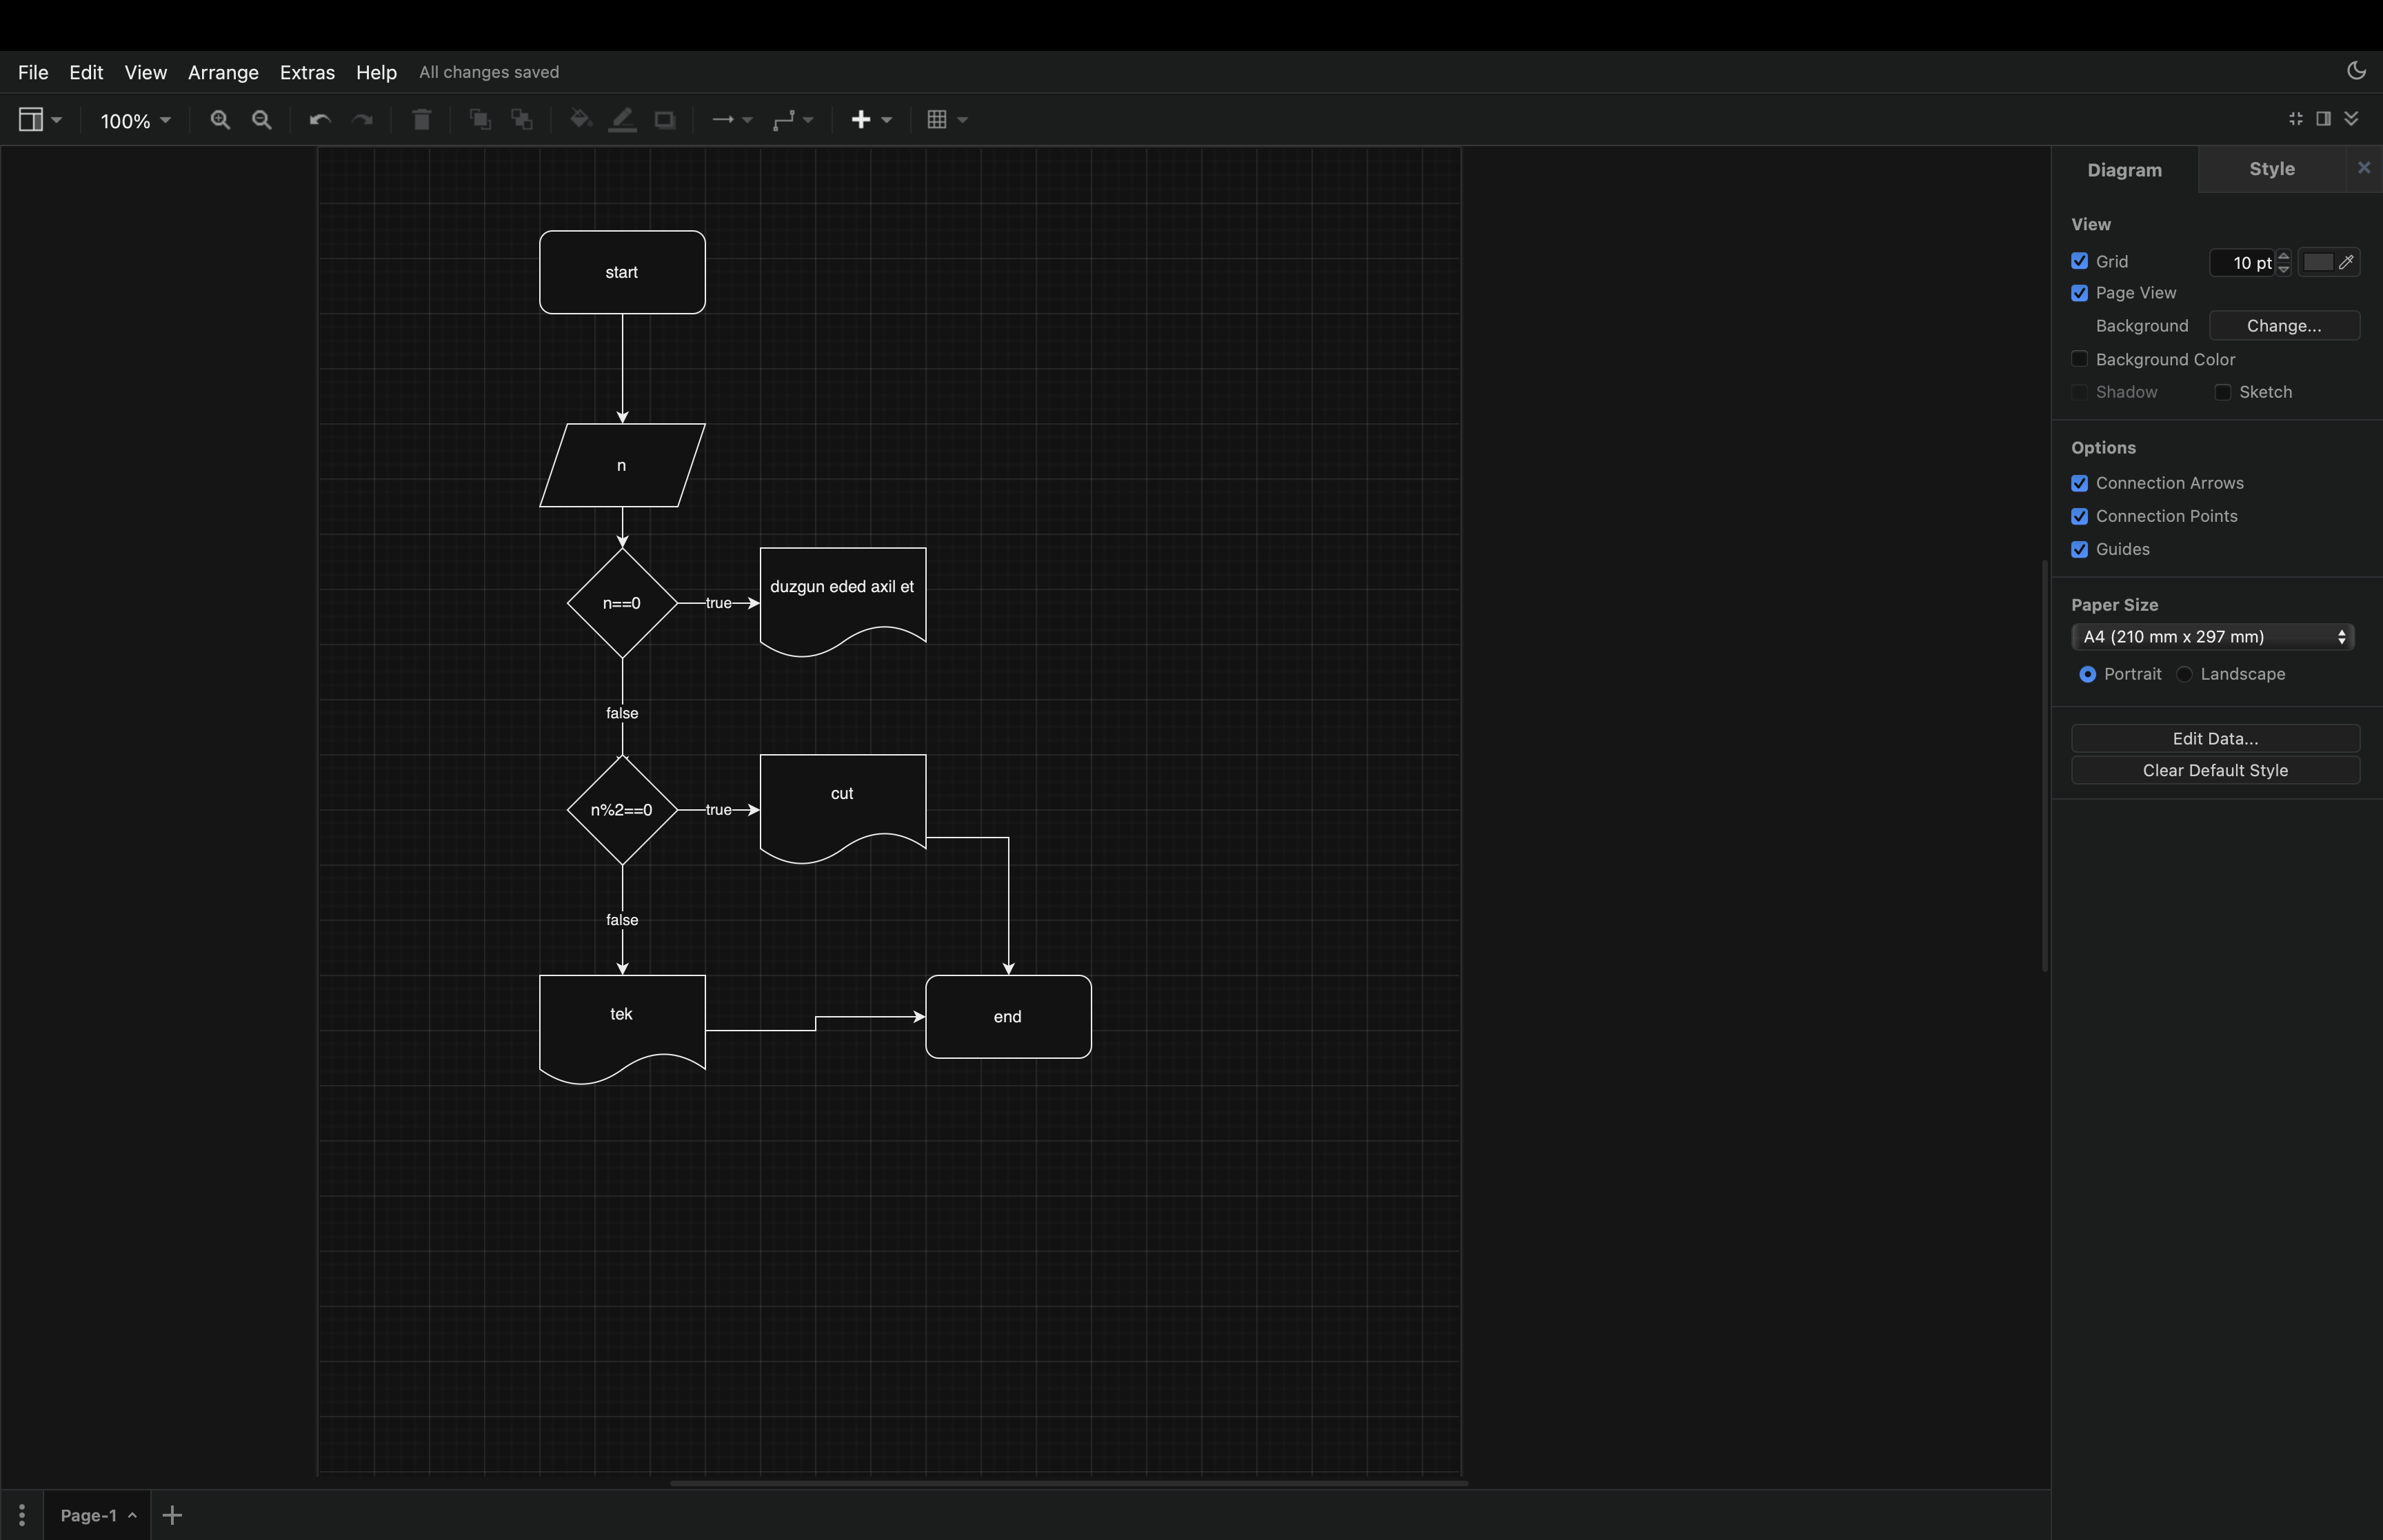 File Edit View Arrange Extras Help All changes saved
100%
Diagram Style
View
Grid 10 pt
Page View
Background Change...
Background Color
Shadow Sketch
Options
Connection Arrows
Connection Points
Guides
Paper Size
A4 (210 mm x 297 mm)
Portrait Landscape
Edit Data...
Clear Default Style
start
n
n==0 true duzgun eded axil et
false
n%2==0 true cut
false
tek
end
Page-1